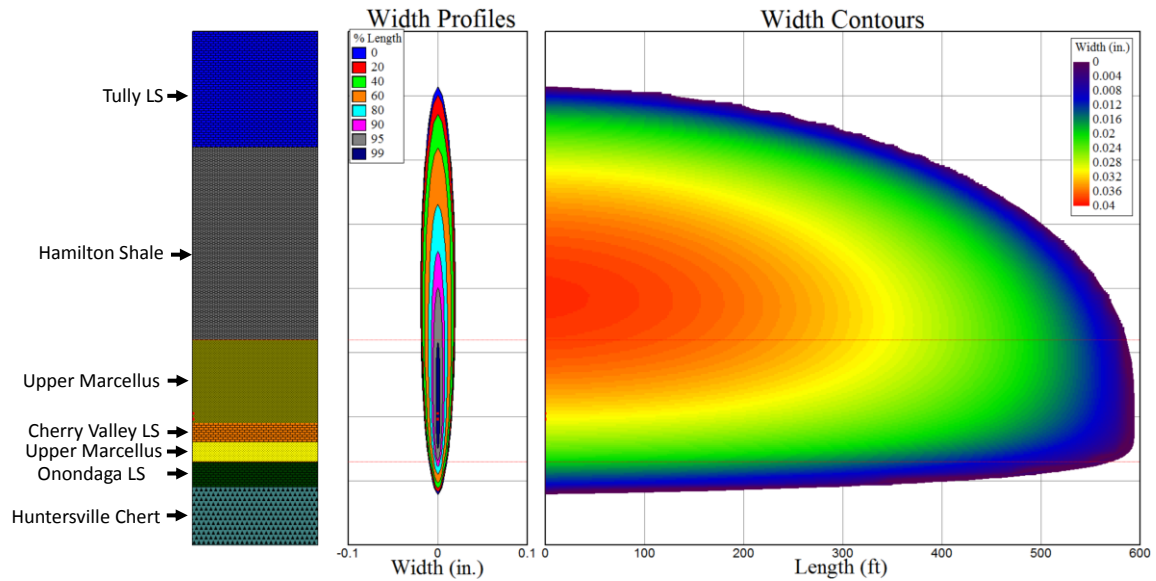 Width Profiles
Width Contours
% Length
0
20
40
60
80
90
95
99
Width (in.)
0
0.004
0.008
0.012
0.016
0.02
0.024
0.028
0.032
0.036
0.04
Tully LS
Hamilton Shale
Upper Marcellus
Cherry Valley LS
Upper Marcellus
Onondaga LS
Huntersville Chert
-0.1 0 0.1
Width (in.)
0 100 200 300 400 500 600
Length (ft)